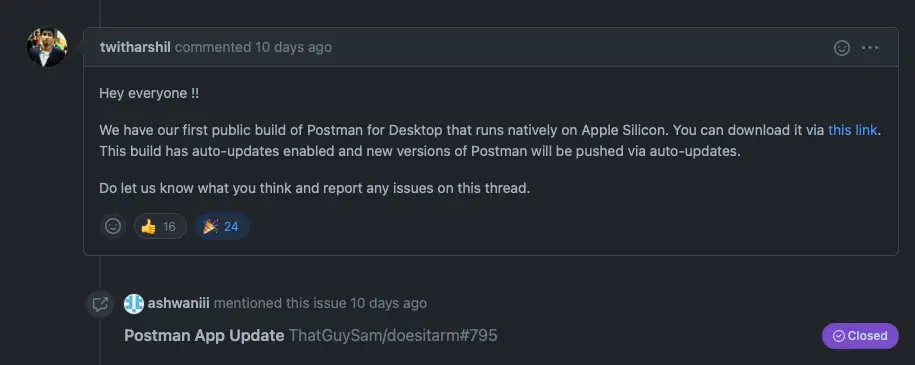 twitharshil commented 10 days ago
Hey everyone !!
We have our first public build of Postman for Desktop that runs natively on Apple Silicon. You can download it via this link.
This build has auto-updates enabled and new versions of Postman will be pushed via auto-updates.
Do let us know what you think and report any issues on this thread.
16 24
ashwaniii mentioned this issue 10 days ago
Postman App Update ThatGuySam/doesitarm#795
Closed